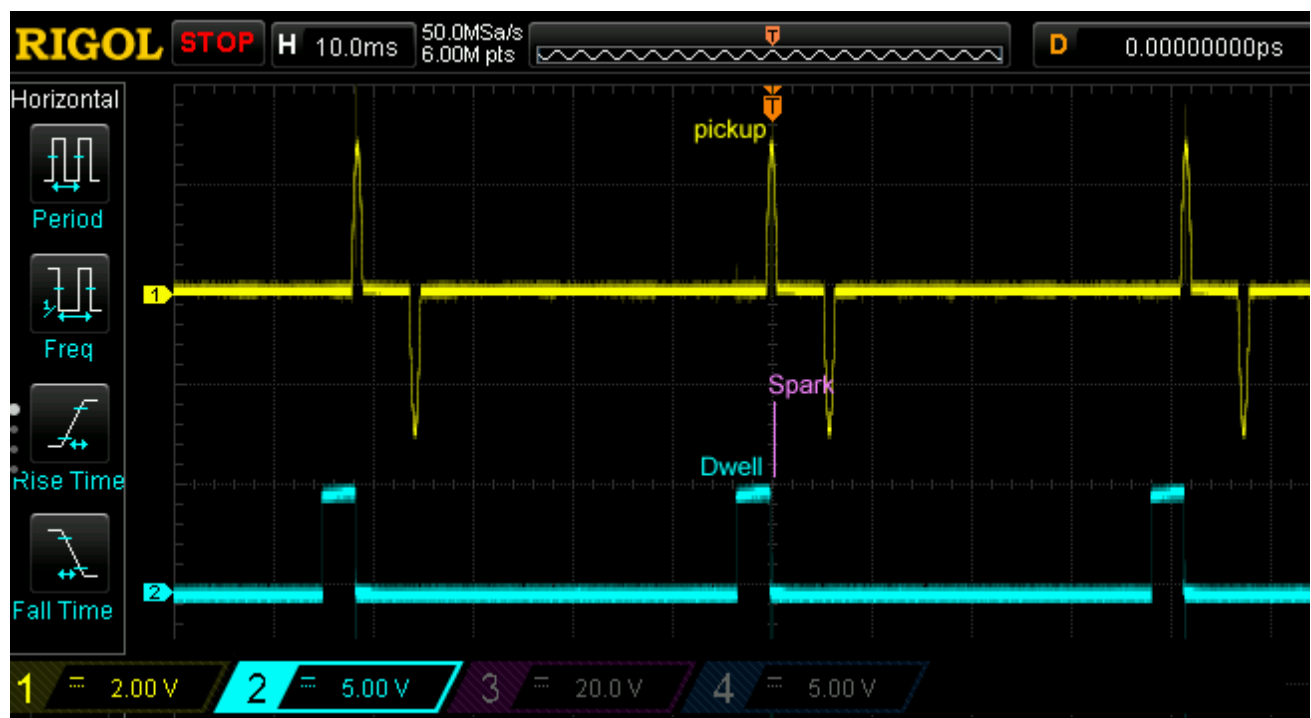 RIGOL STOP H 10.0ms 50.0MSa/s 6.00M pts T D 0.00000000ps
Horizontal
T
pickup
Period
1
1/
Freq
Spark
Dwell
Rise Time
2
Fall Time
1 2.00 V 2 5.00 V 3 20.0 V 4 5.00 V